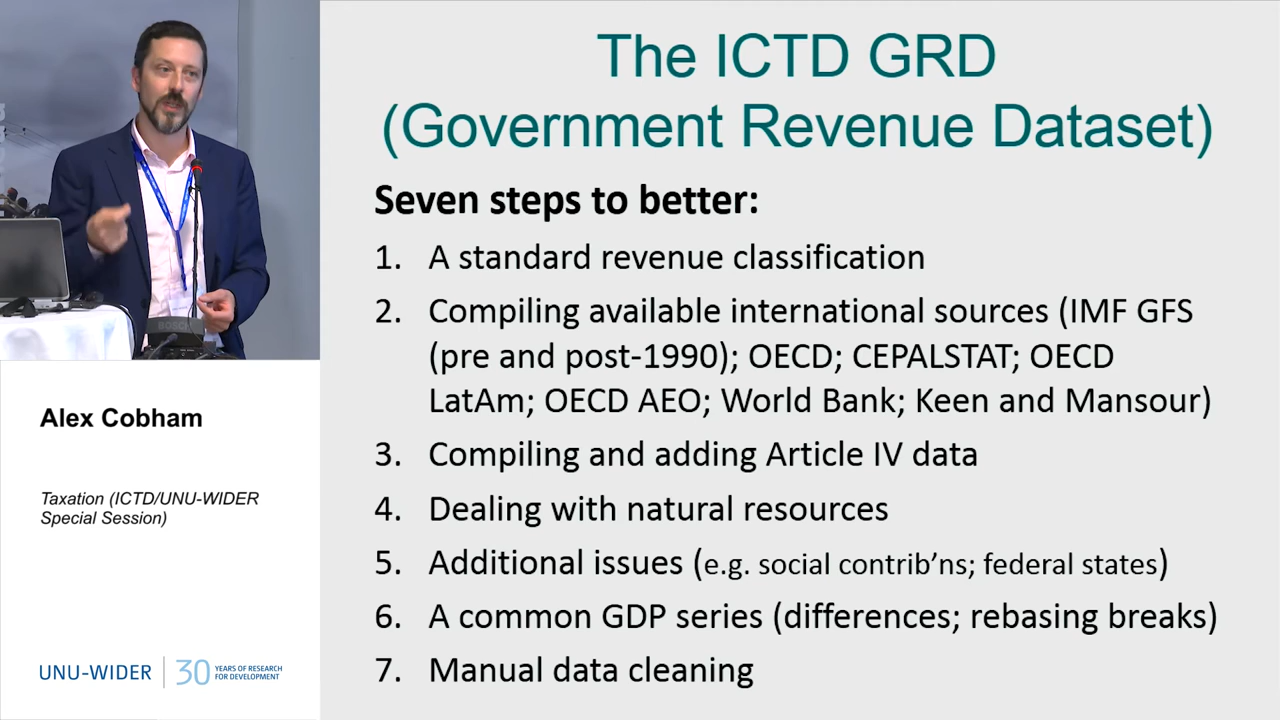 The ICTD GRD
(Government Revenue Dataset)
Seven steps to better:
1. A standard revenue classification
2. Compiling available international sources (IMF GFS
(pre and post-1990); OECD; CEPALSTAT; OECD
LatAm; OECD AEO; World Bank; Keen and Mansour)
3. Compiling and adding Article IV data
4. Dealing with natural resources
5. Additional issues (e.g. social contrib’ns; federal states)
6. A common GDP series (differences; rebasing breaks)
7. Manual data cleaning
BOSCH
Alex Cobham
Taxation (ICTD/UNU-WIDER
Special Session)
UNU-WIDER
30 YEARS OF RESEARCH
FOR DEVELOPMENT